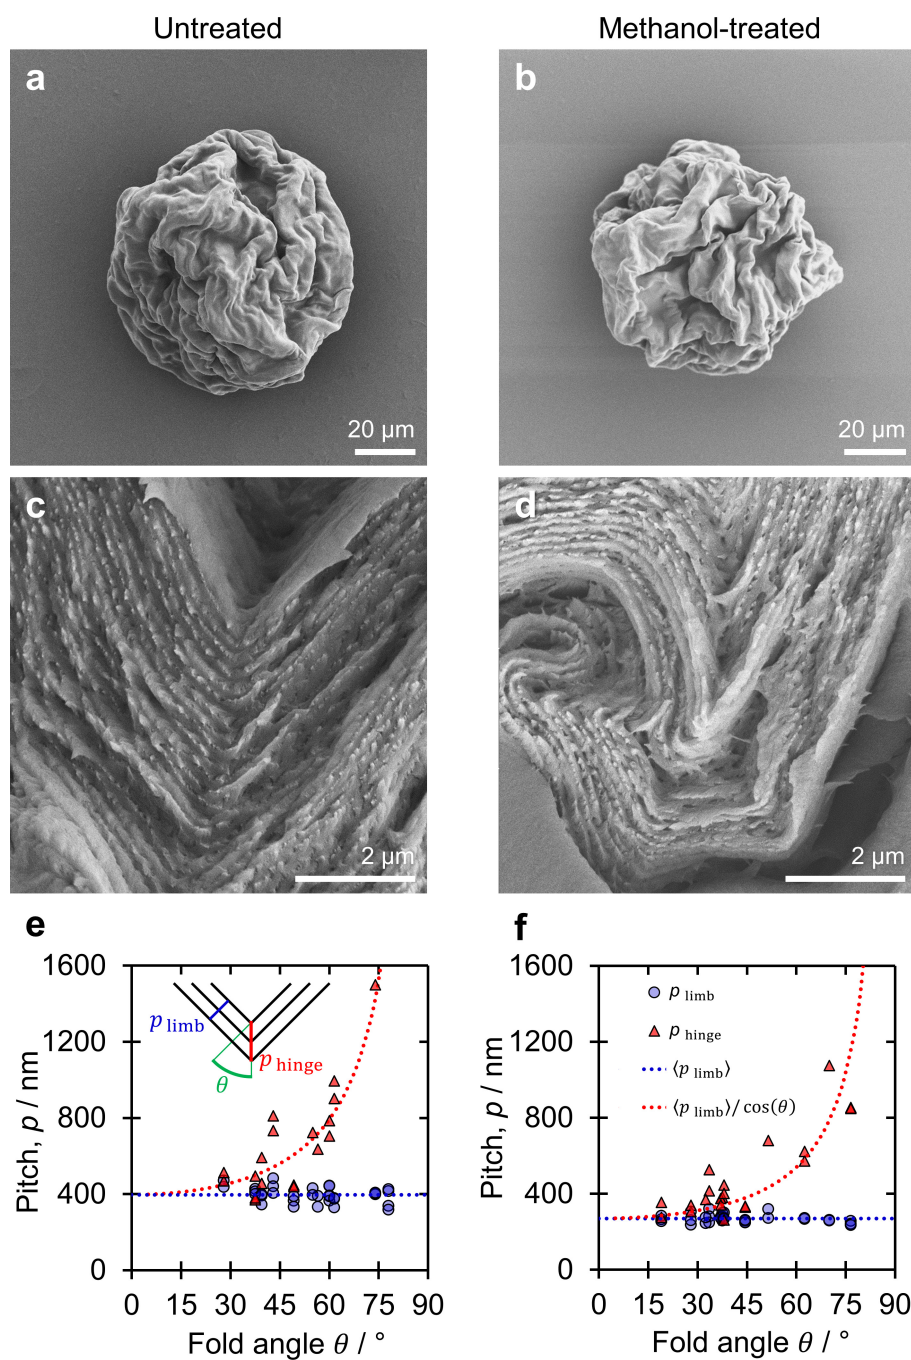 Untreated
Methanol-treated
a
b
20 µm
20 µm
c
d
2 µm
2 µm
e
f
1600
1200
800
400
0
0 15 30 45 60 75 90
Pitch, p / nm
Fold angle θ / °
p limb
p hinge
θ
1600
1200
800
400
0
0 15 30 45 60 75 90
Pitch, p / nm
Fold angle θ / °
p limb
p hinge
⟨p limb⟩
⟨p limb⟩/cos(θ)